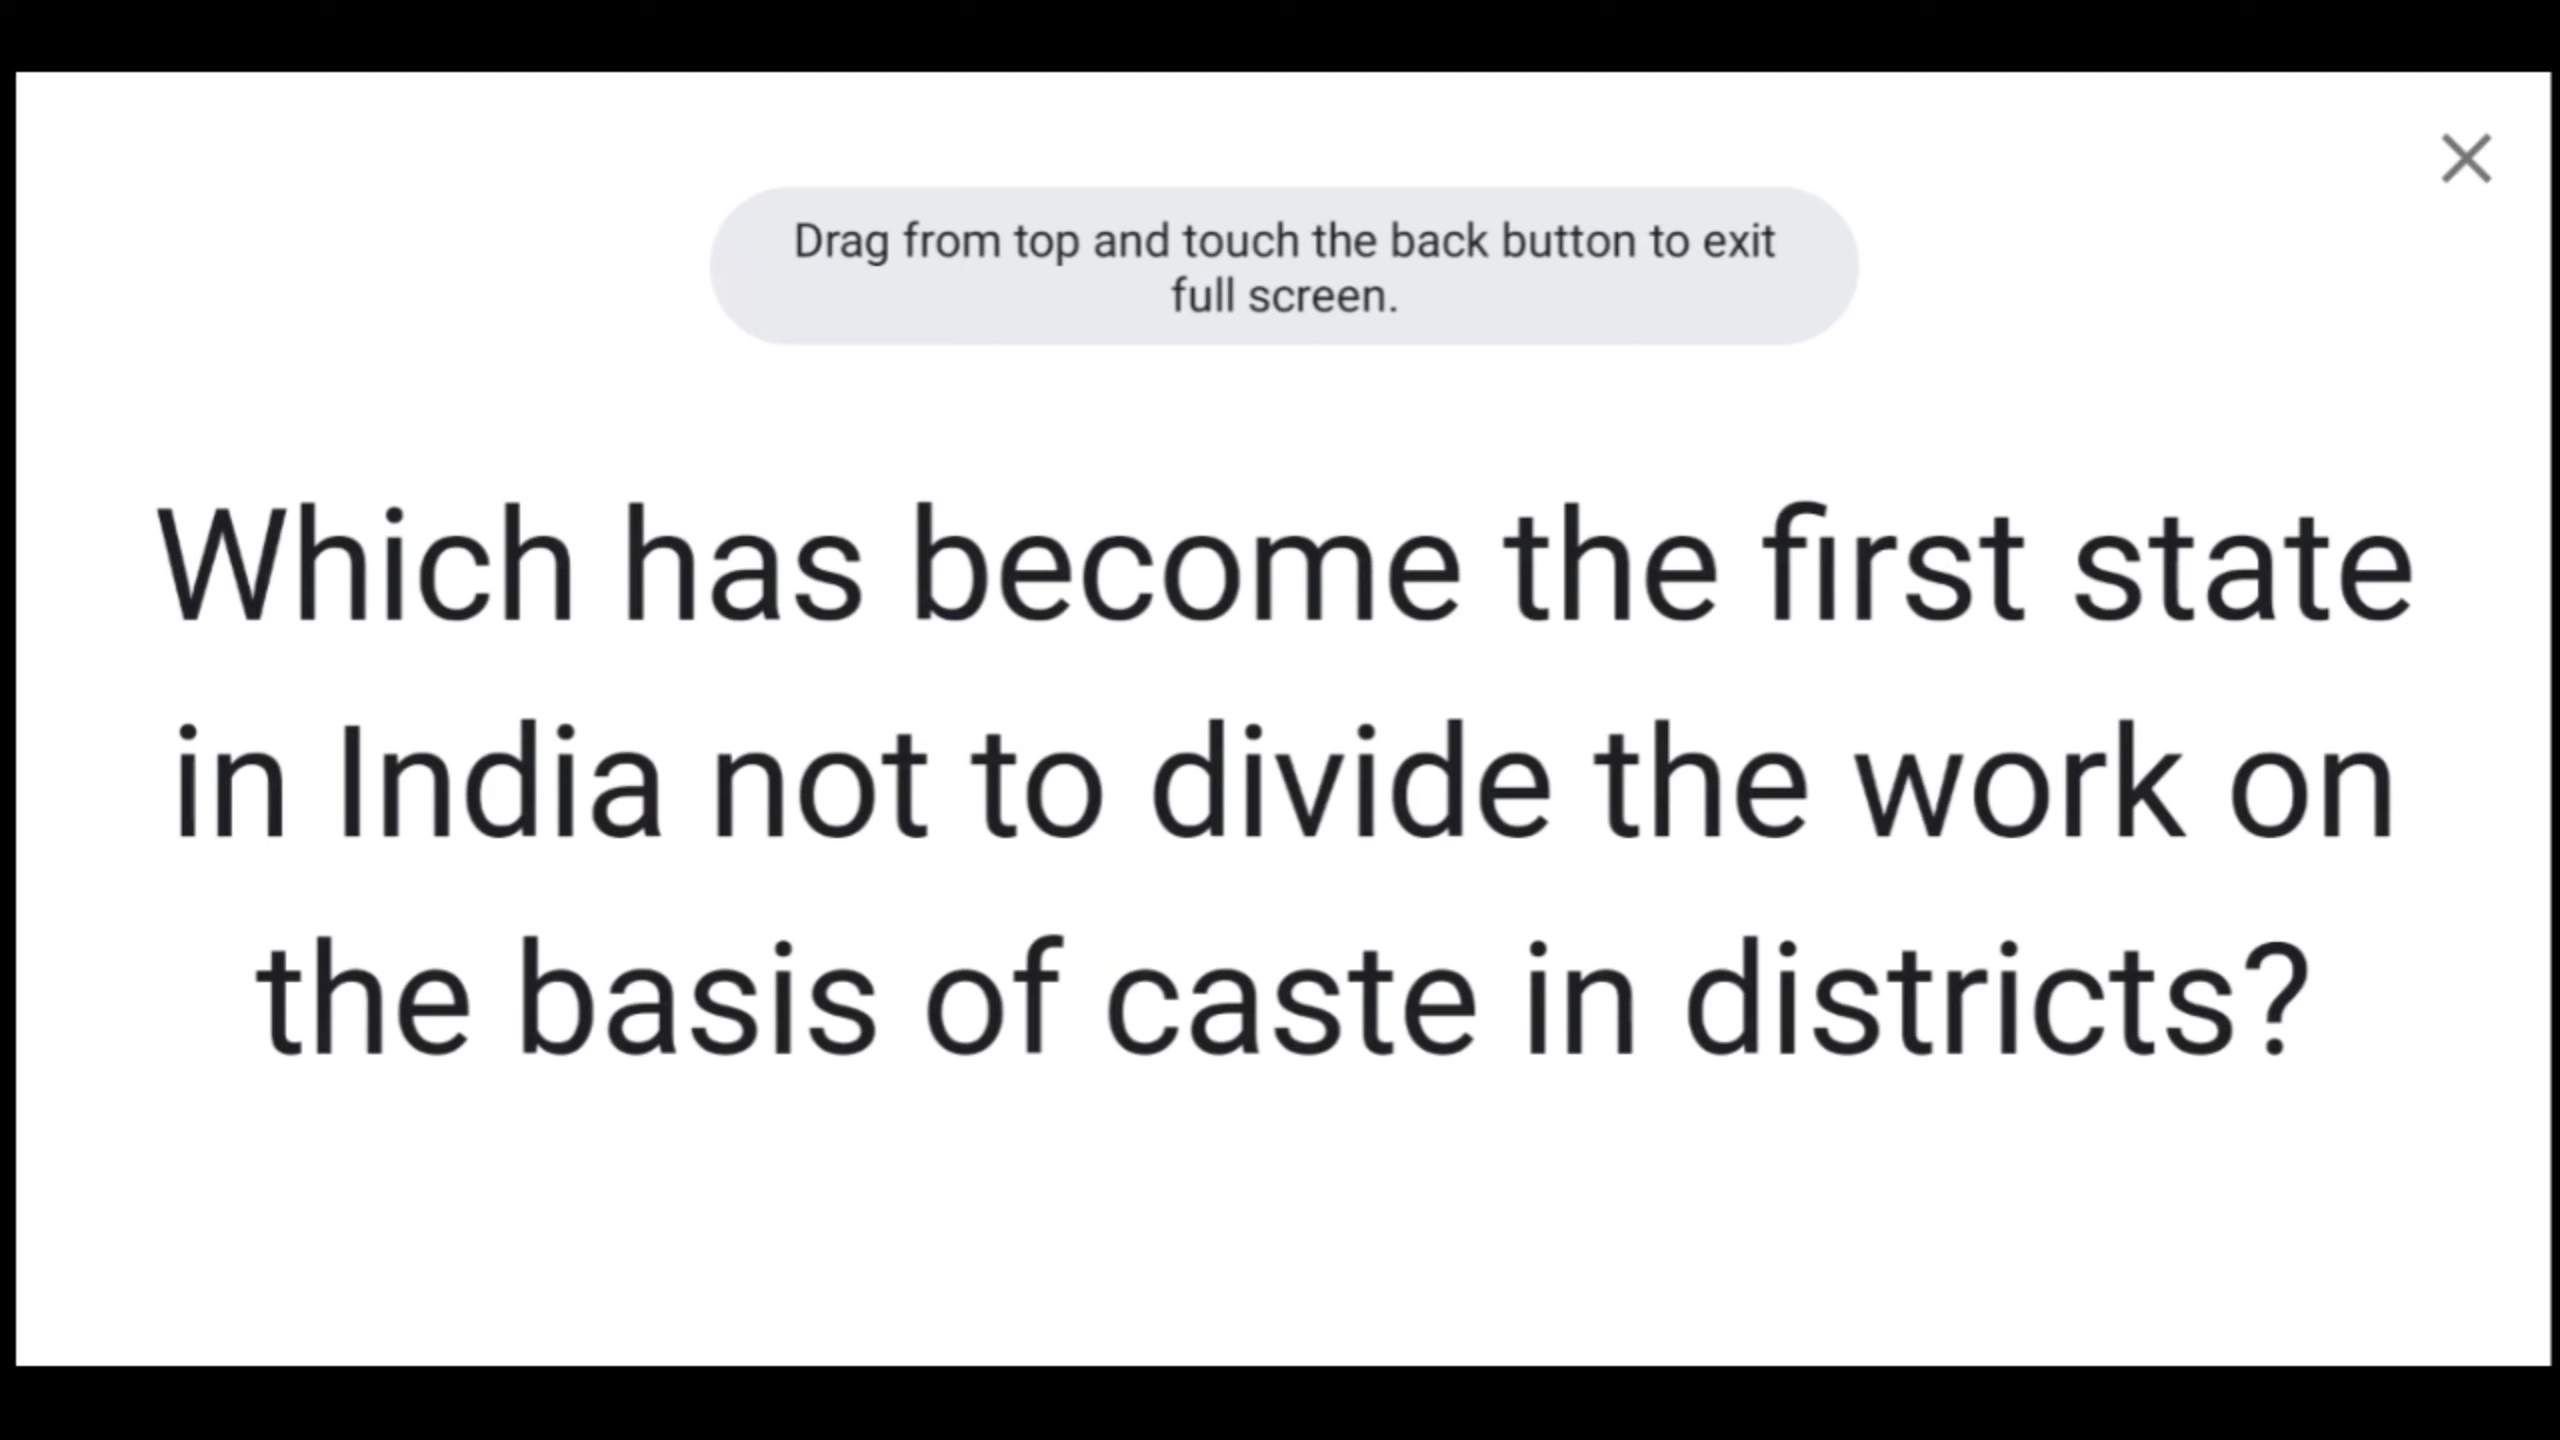 Drag from top and touch the back button to exit
full screen.
Which has become the first state
in India not to divide the work on
the basis of caste in districts?